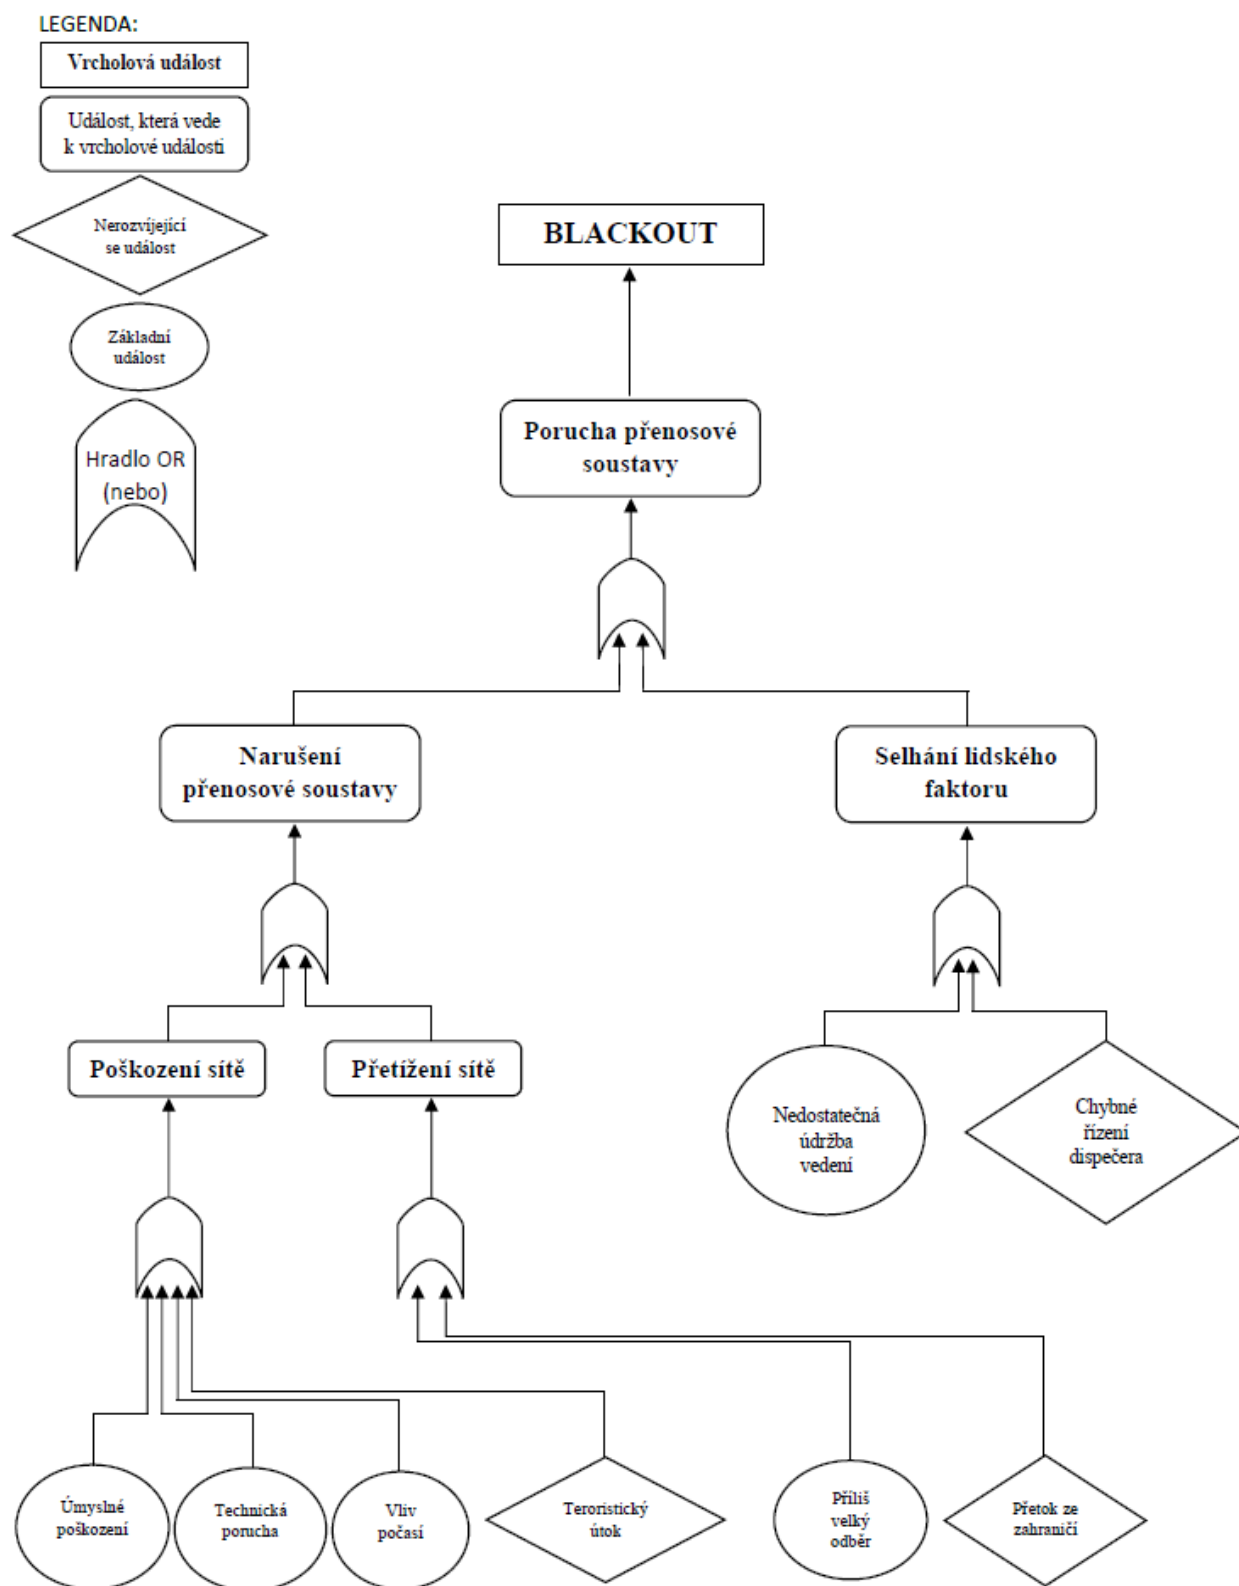 LEGENDA:
Vrcholová událost
Událost, která vede
k vrcholové události
Nerozvíjející
se událost
Základní
událost
Hradlo OR
(nebo)
BLACKOUT
Porucha přenosové
soustavy
Narušení
přenosové soustavy
Selhání lidského
faktoru
Poškození sítě
Přetížení sítě
Nedostatečná
údržba
vedení
Chybné
řízení
dispečera
Úmyslné
poškození
Technická
porucha
Vliv
počasí
Teroristický
útok
Příliš
velký
odběr
Přetok ze
zahraničí